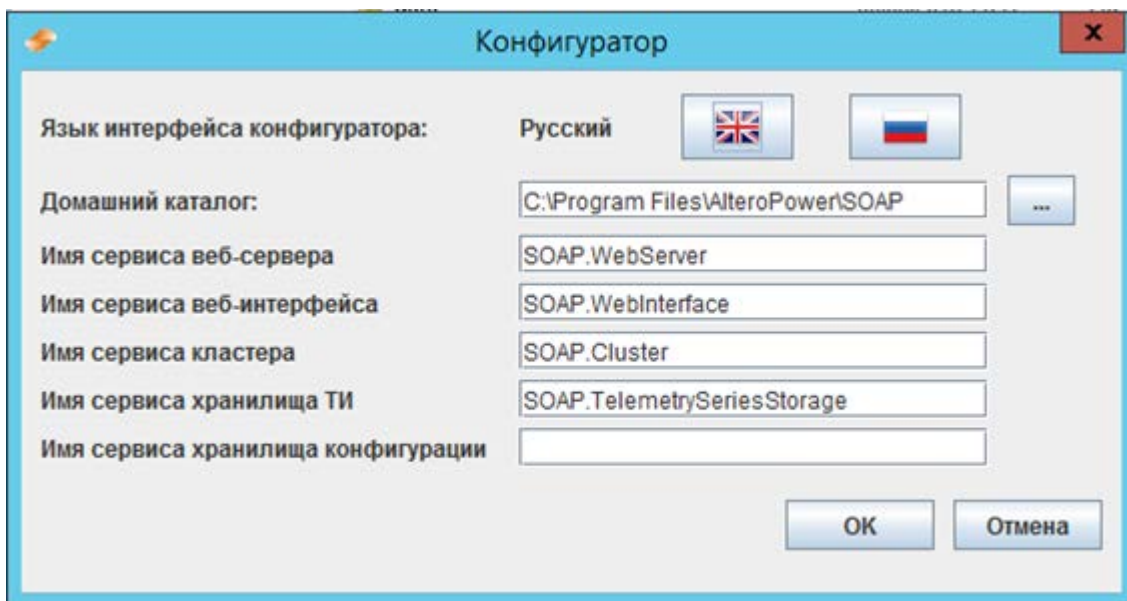 Конфигуратор
x
Язык интерфейса конфигуратора: Русский
Домашний каталог: C:\Program Files\AlteroPower\SOAP ...
Имя сервиса веб-сервера SOAP.WebServer
Имя сервиса веб-интерфейса SOAP.WebInterface
Имя сервиса кластера SOAP.Cluster
Имя сервиса хранилища ТИ SOAP.TelemetrySeriesStorage
Имя сервиса хранилища конфигурации
OK Отмена